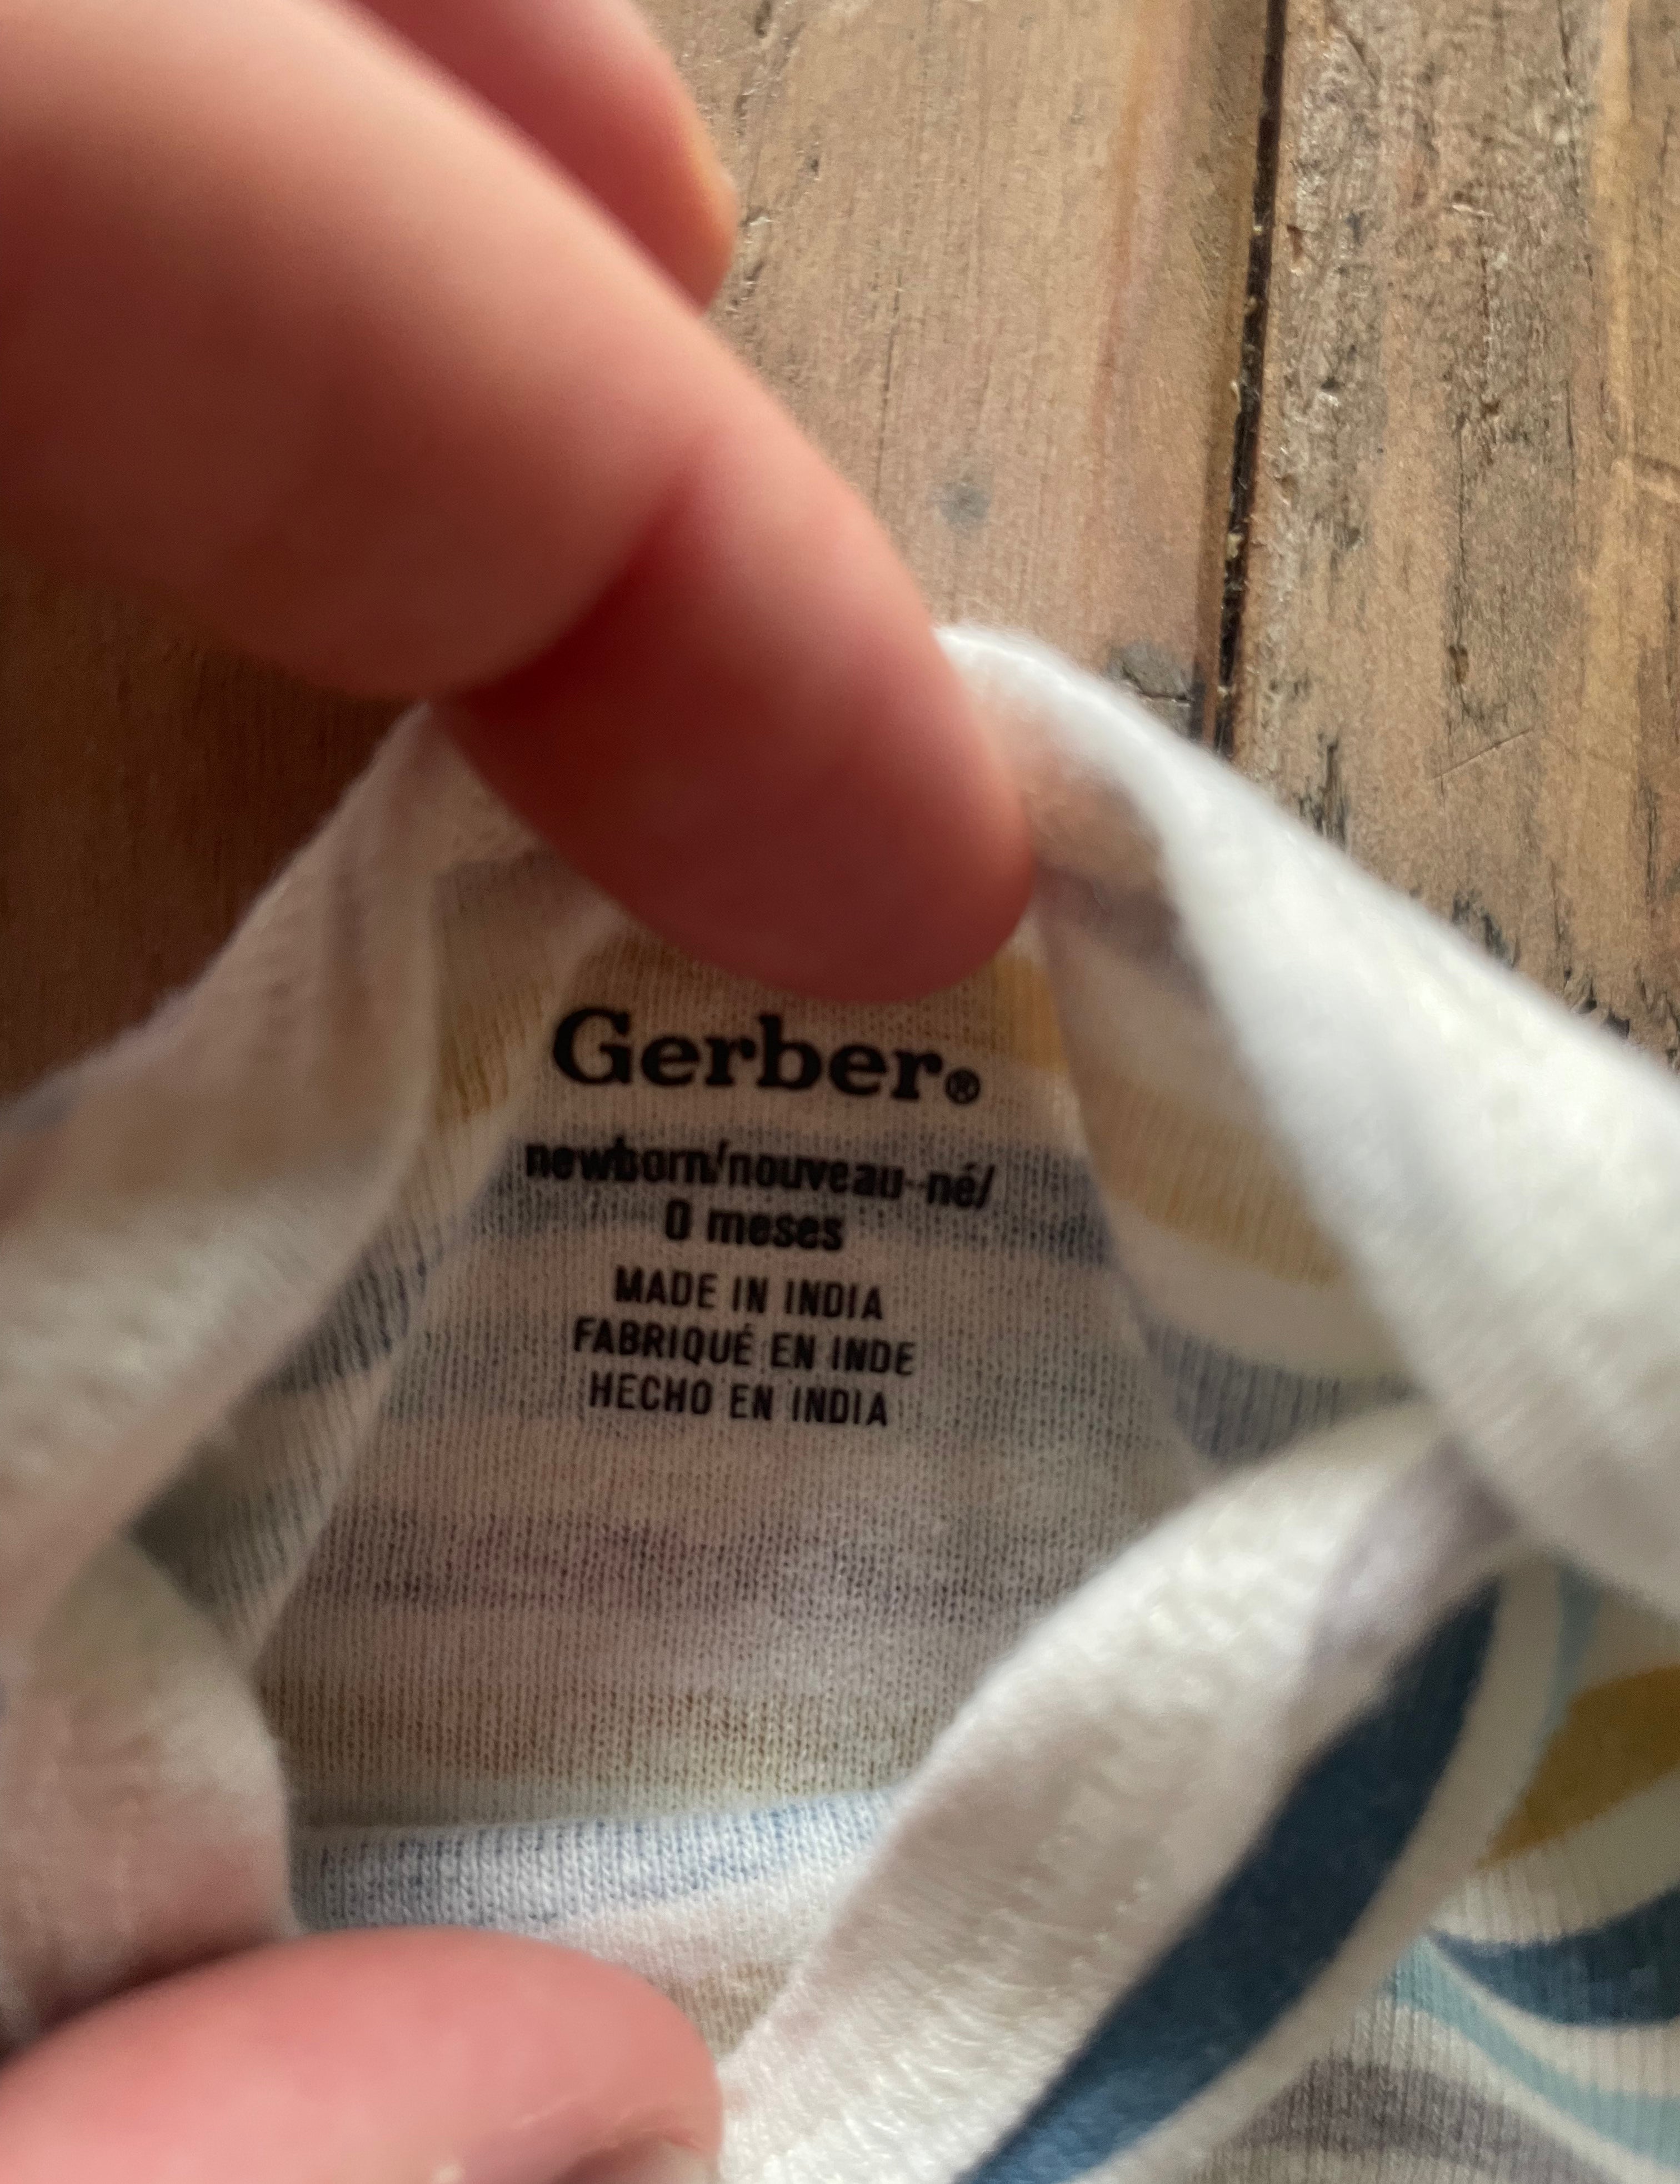 Gerber®
newborn/nouveau-né/
0 meses
MADE IN INDIA
FABRIQUÉ EN INDE
HECHO EN INDIA